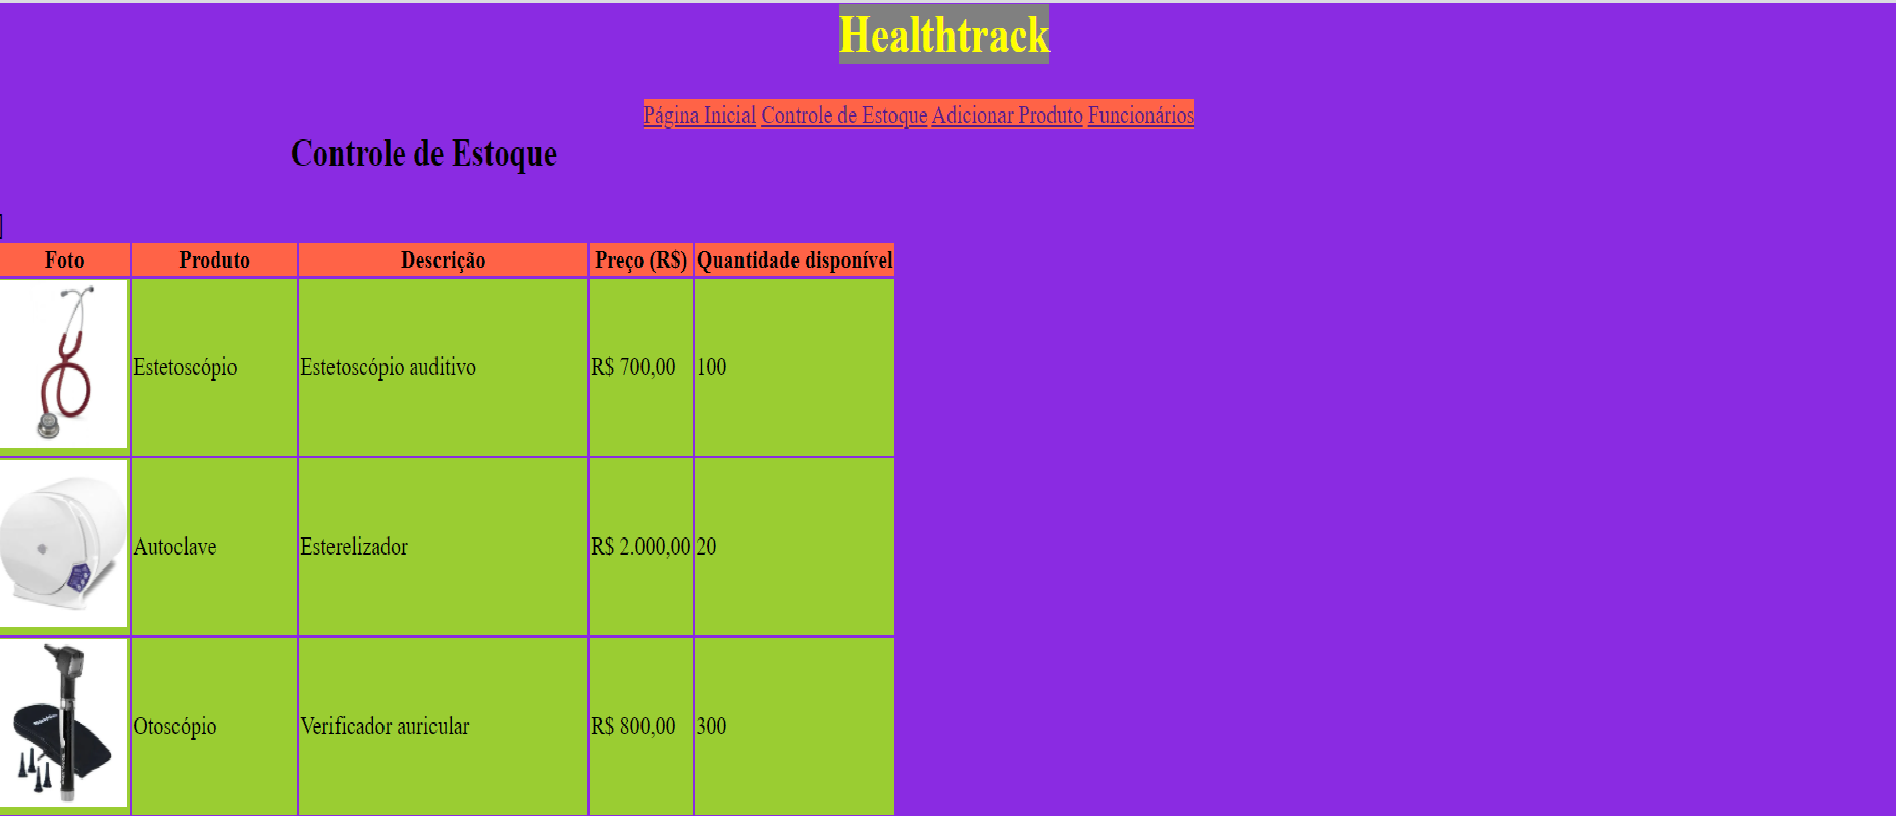 Healthtrack
Página Inicial Controle de Estoque Adicionar Produto Funcionários
Controle de Estoque
Foto Produto Descrição Preço (R$) Quantidade disponível
Estetoscópio Estetoscópio auditivo R$ 700,00 100
Autoclave Esterelizador R$ 2.000,00 20
Otoscópio Verificador auricular R$ 800,00 300